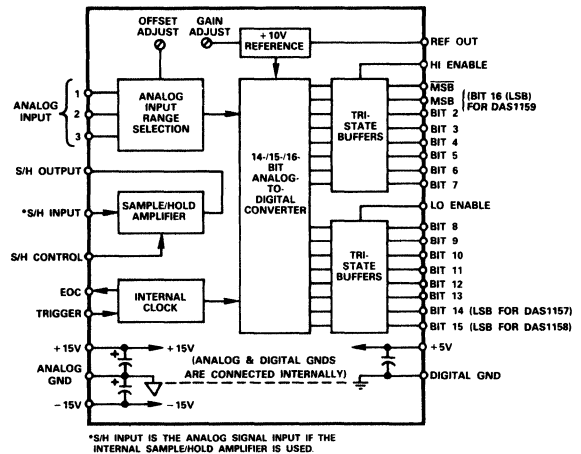 OFFSET ADJUST
GAIN ADJUST
+10V REFERENCE
REF OUT
HI ENABLE
ANALOG INPUT
1
2
3
ANALOG INPUT RANGE SELECTION
MSB
MSB
(BIT 16 (LSB) FOR DAS1159
BIT 2
BIT 3
BIT 4
BIT 5
BIT 6
BIT 7
TRI-STATE BUFFERS
14-/15-/16-BIT ANALOG-TO-DIGITAL CONVERTER
S/H OUTPUT
*S/H INPUT
SAMPLE/HOLD AMPLIFIER
S/H CONTROL
LO ENABLE
BIT 8
BIT 9
BIT 10
BIT 11
BIT 12
BIT 13
BIT 14 (LSB FOR DAS1157)
BIT 15 (LSB FOR DAS1158)
TRI-STATE BUFFERS
EOC
TRIGGER
INTERNAL CLOCK
+15V
+15V
ANALOG GND
-15V
-15V
(ANALOG & DIGITAL GNDS
ARE CONNECTED INTERNALLY)
+5V
DIGITAL GND
*S/H INPUT IS THE ANALOG SIGNAL INPUT IF THE
INTERNAL SAMPLE/HOLD AMPLIFIER IS USED.